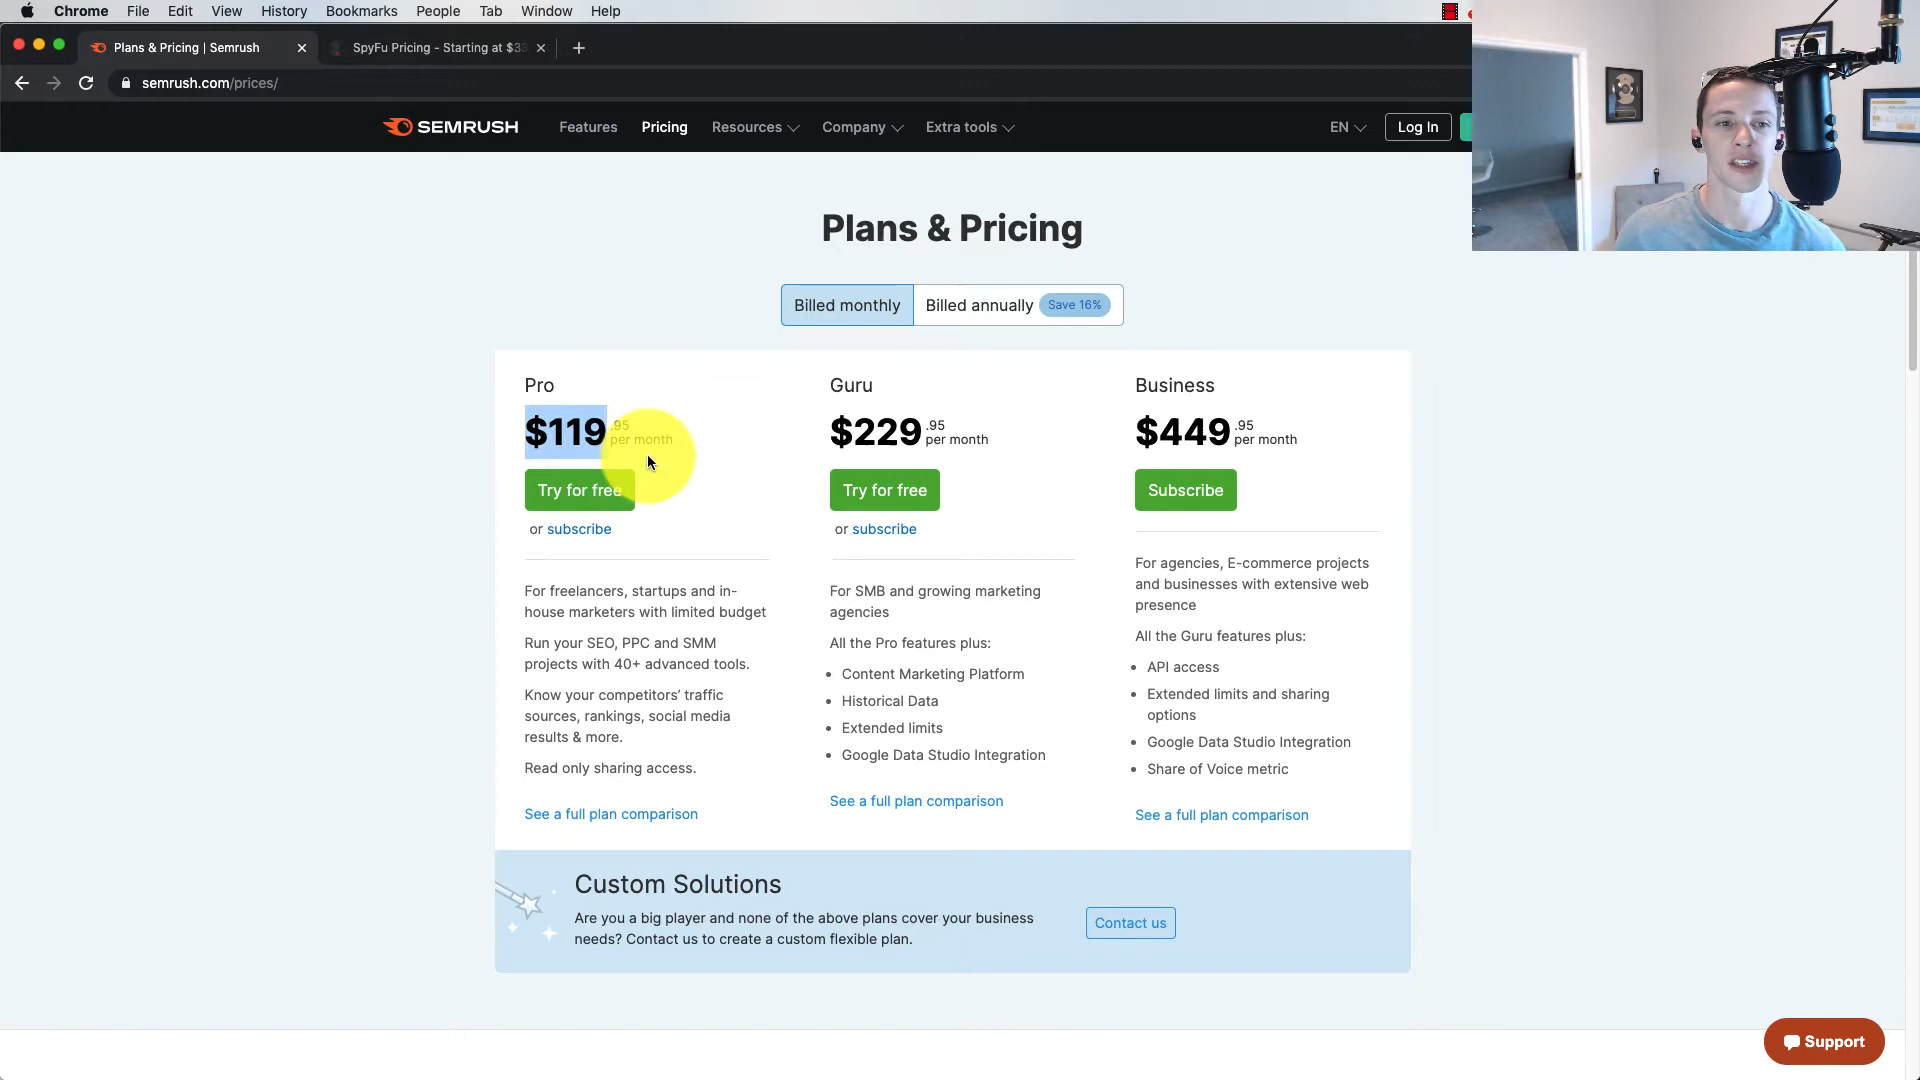 Chrome File Edit View History Bookmarks People Tab Window Help
Plans & Pricing | Semrush
SpyFu Pricing - Starting at $33
semrush.com/prices/
SEMRUSH Features Pricing Resources Company Extra tools EN Log In
Plans & Pricing
Billed monthly Billed annually Save 16%
Pro
$119 .95 per month
Try for free
or subscribe
For freelancers, startups and in-
house marketers with limited budget
Run your SEO, PPC and SMM
projects with 40+ advanced tools.
Know your competitors’ traffic
sources, rankings, social media
results & more.
Read only sharing access.
See a full plan comparison
Guru
$229 .95 per month
Try for free
or subscribe
For SMB and growing marketing
agencies
All the Pro features plus:
• Content Marketing Platform
• Historical Data
• Extended limits
• Google Data Studio Integration
See a full plan comparison
Business
$449 .95 per month
Subscribe
For agencies, E-commerce projects
and businesses with extensive web
presence
All the Guru features plus:
• API access
• Extended limits and sharing
options
• Google Data Studio Integration
• Share of Voice metric
See a full plan comparison
Custom Solutions
Are you a big player and none of the above plans cover your business
needs? Contact us to create a custom flexible plan.
Contact us
Support